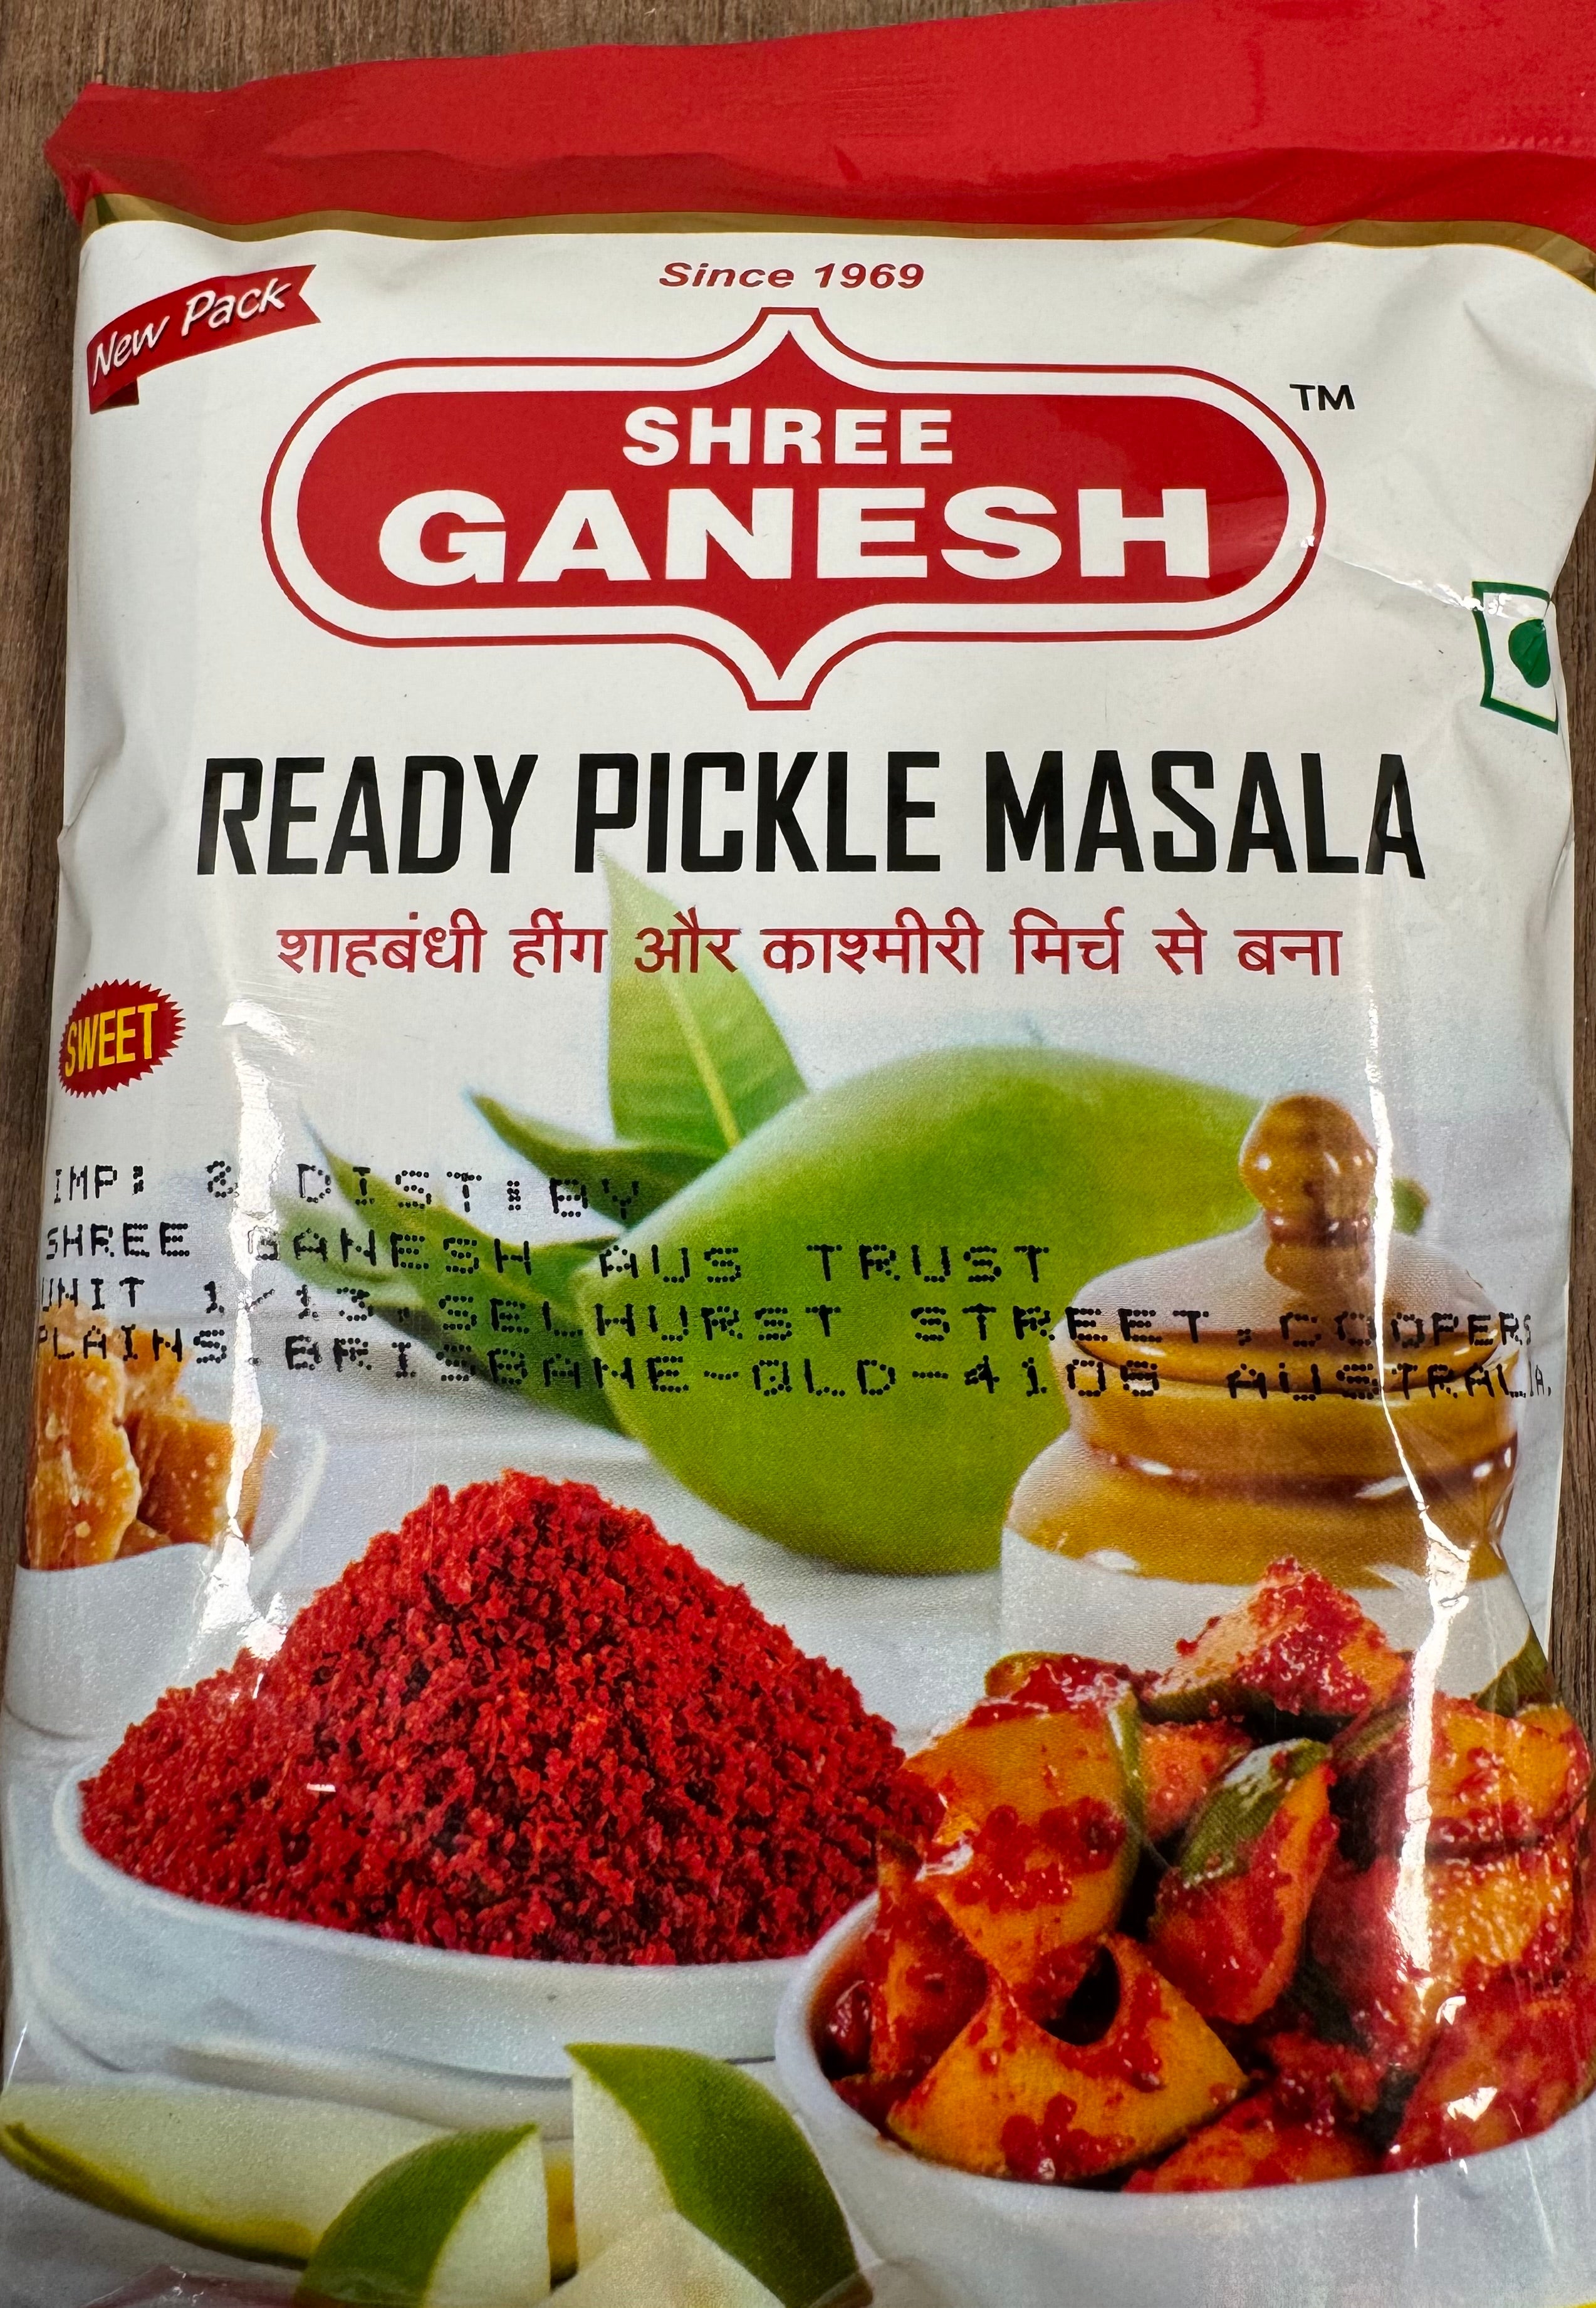 Since 1969
New Pack
SHREE
GANESH
TM
READY PICKLE MASALA
शाहबंधी हींग और काश्मीरी मिर्च से बना
SWEET
IMP: & DIST:BY
SHREE GANESH AUS TRUST
UNIT 1/13,SELHURST STREET,COOPERS
PLAINS,BRISBANE-QLD-4108 AUSTRALIA.